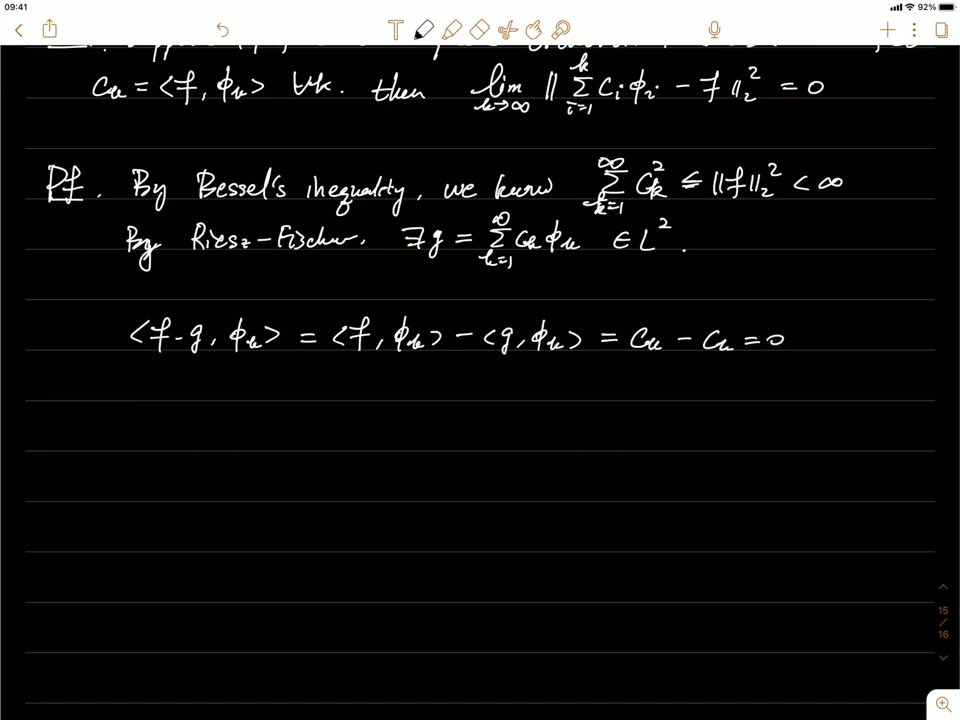 09:41
92%
T
C_k = <f, ϕ_k> ∀k. then lim_{k→∞} || Σ_{i=1}^{k} C_i ϕ_i - f ||_2^2 = 0
Pf. By Bessel's inequality, we know Σ_{k=1}^{∞} C_k^2 ≤ ||f||_2^2 < ∞
By Riesz-Fischer. ∃g = Σ_{k=1}^{∞} C_k ϕ_k ∈ L^2.
<f-g, ϕ_k> = <f, ϕ_k> - <g, ϕ_k> = C_k - C_k = 0
15
/
16